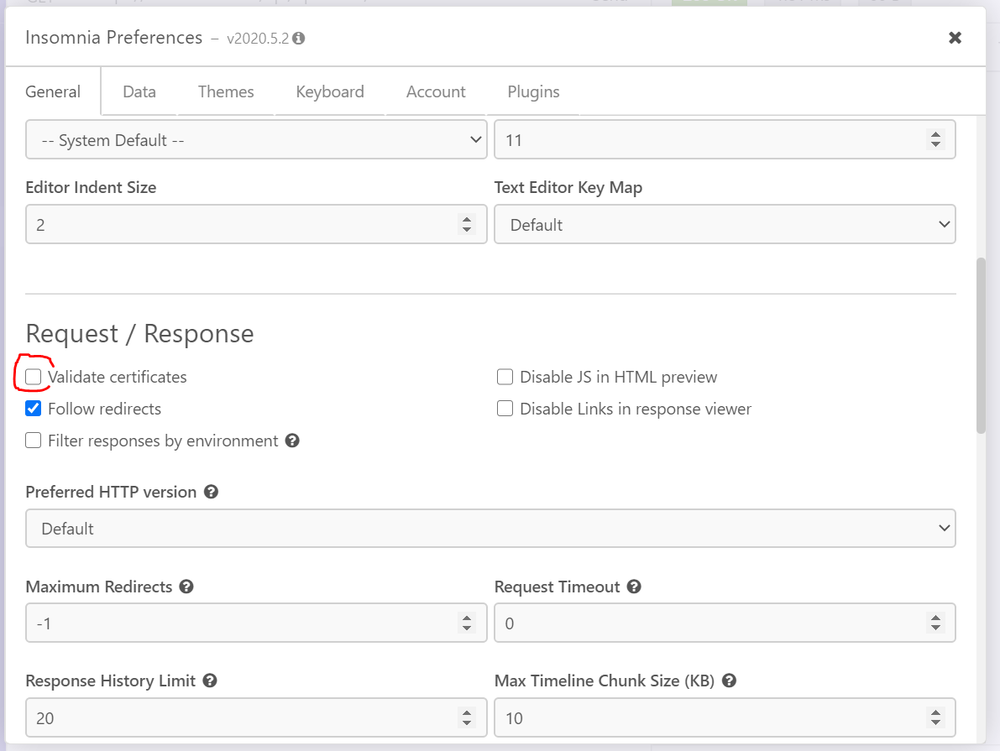 Insomnia Preferences – v2020.5.2
General Data Themes Keyboard Account Plugins
-- System Default -- 11
Editor Indent Size Text Editor Key Map
2 Default
Request / Response
Validate certificates Disable JS in HTML preview
Follow redirects Disable Links in response viewer
Filter responses by environment
Preferred HTTP version
Default
Maximum Redirects Request Timeout
-1 0
Response History Limit Max Timeline Chunk Size (KB)
20 10